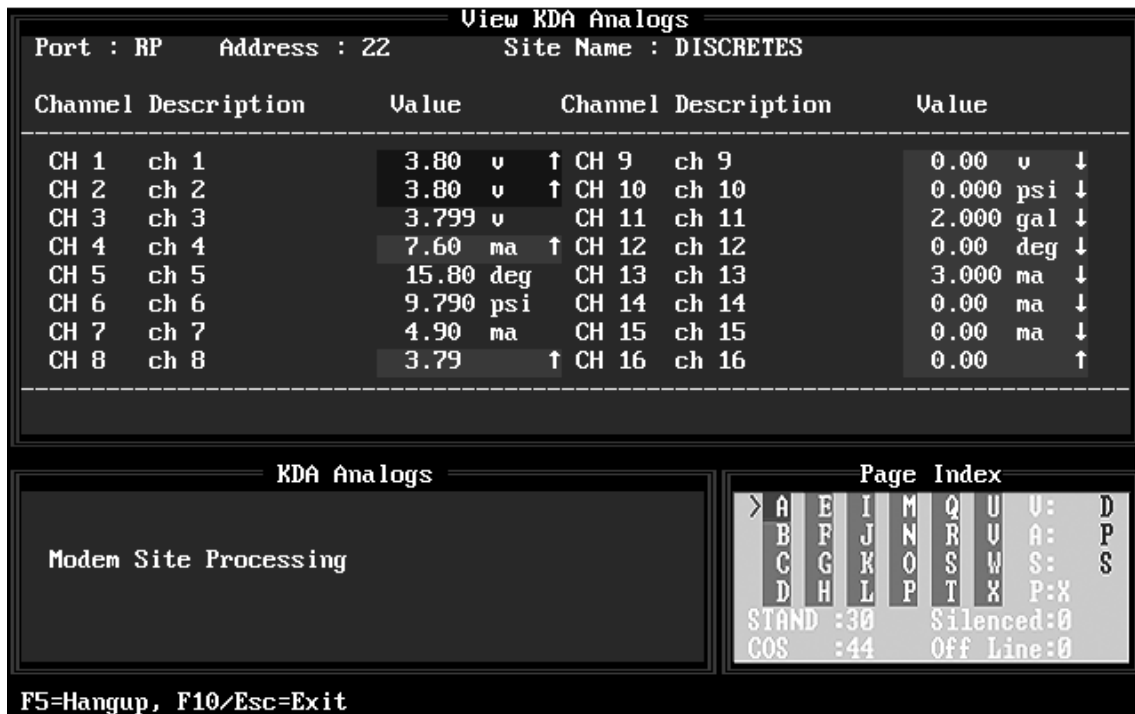 View KDA Analogs
Port : RP Address : 22 Site Name : DISCRETES
Channel Description Value Channel Description Value
CH 1 ch 1 3.80 v ↑ CH 9 ch 9 0.00 v ↓
CH 2 ch 2 3.80 v ↑ CH 10 ch 10 0.000 psi ↓
CH 3 ch 3 3.799 v CH 11 ch 11 2.000 gal ↓
CH 4 ch 4 7.60 ma ↑ CH 12 ch 12 0.00 deg ↓
CH 5 ch 5 15.80 deg CH 13 ch 13 3.000 ma ↓
CH 6 ch 6 9.790 psi CH 14 ch 14 0.00 ma ↓
CH 7 ch 7 4.90 ma CH 15 ch 15 0.00 ma ↓
CH 8 ch 8 3.79 ↑ CH 16 ch 16 0.00 ↑
KDA Analogs
Modem Site Processing
Page Index
> A E I M Q U V: D
B F J N R V A: P
C G K O S W S: S
D H L P T X P:X
STAND :30 Silenced:0
COS :44 Off Line:0
F5=Hangup, F10/Esc=Exit